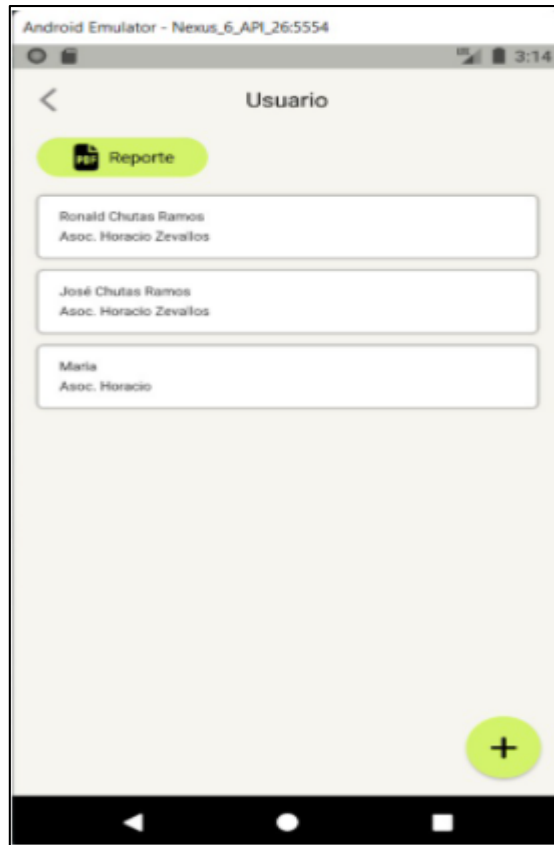 Android Emulator - Nexus_6_API_26:5554
3:14
Usuario
PDF Reporte
Ronald Chutas Ramos
Asoc. Horacio Zevallos
José Chutas Ramos
Asoc. Horacio Zevallos
Maria
Asoc. Horacio
+